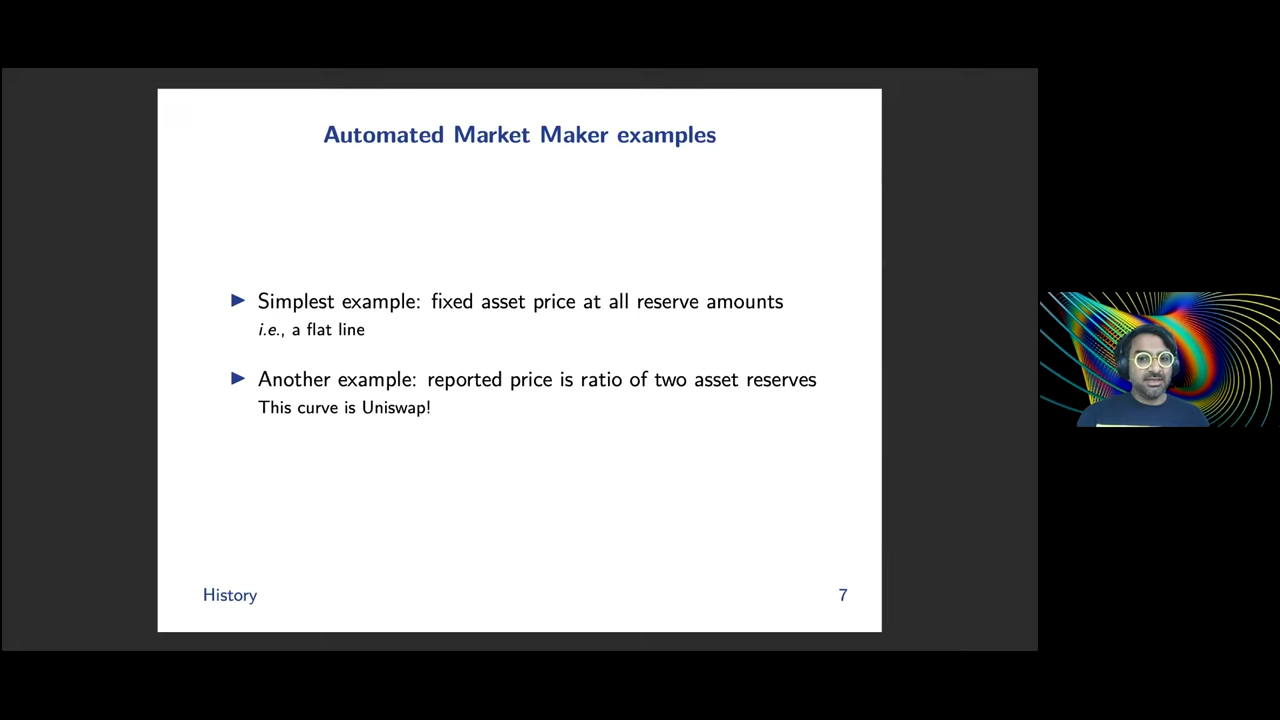 Automated Market Maker examples
▶ Simplest example: fixed asset price at all reserve amounts
i.e., a flat line
▶ Another example: reported price is ratio of two asset reserves
This curve is Uniswap!
History
7